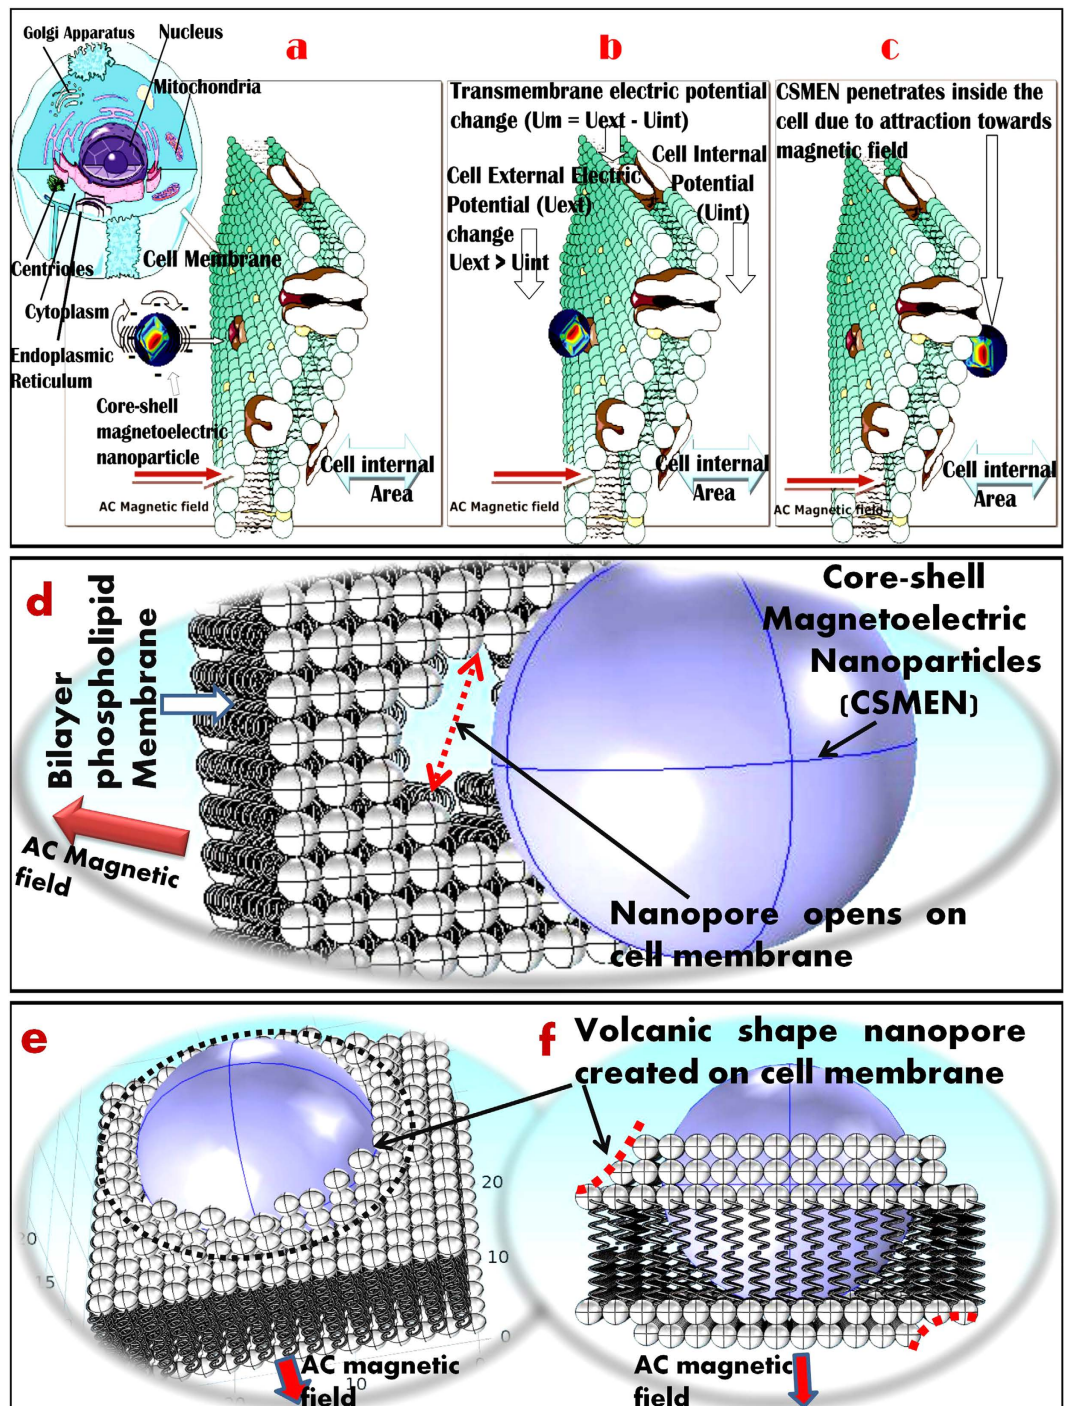 a
b
c
Golgi Apparatus
Nucleus
Mitochondria
Centrioles
Cell Membrane
Cytoplasm
Endoplasmic
Reticulum
Core-shell
magnetoelectric
nanoparticle
AC Magnetic field
Cell internal
Area
Transmembrane electric potential
change (Um = Uext - Uint)
Cell External Electric
Potential (Uext)
change
Uext > Uint
Cell Internal
Potential
(Uint)
AC Magnetic field
Cell internal
Area
CSMEN penetrates inside the
cell due to attraction towards
magnetic field
AC Magnetic field
Cell internal
Area
d
Bilayer
phospholipid
Membrane
AC Magnetic
field
Core-shell
Magnetoelectric
Nanoparticles
(CSMEN)
Nanopore opens on
cell membrane
e
f
Volcanic shape nanopore
created on cell membrane
20
15
20
10
0
10
AC magnetic
field
AC magnetic
field